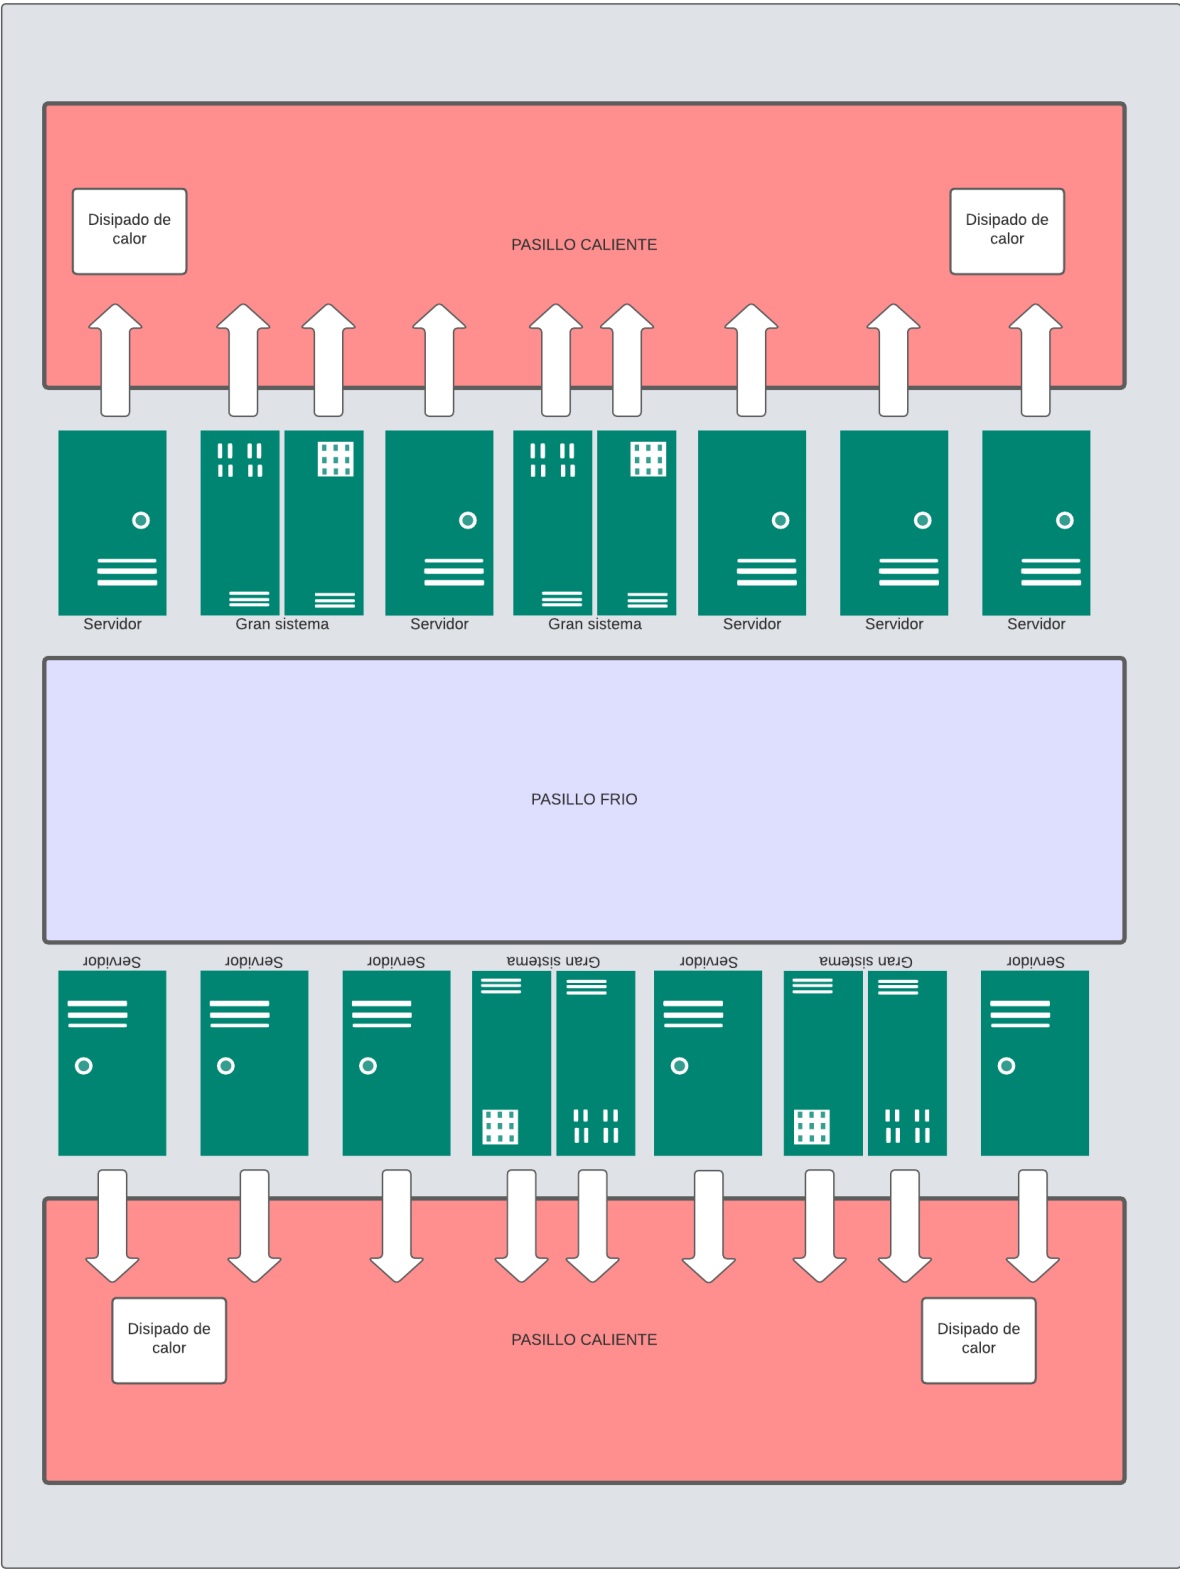 Disipado de
calor
PASILLO CALIENTE
Disipado de
calor
Servidor
Gran sistema
Servidor
Gran sistema
Servidor
Servidor
Servidor
PASILLO FRIO
Servidor
Servidor
Servidor
Gran sistema
Servidor
Gran sistema
Servidor
Disipado de
calor
PASILLO CALIENTE
Disipado de
calor